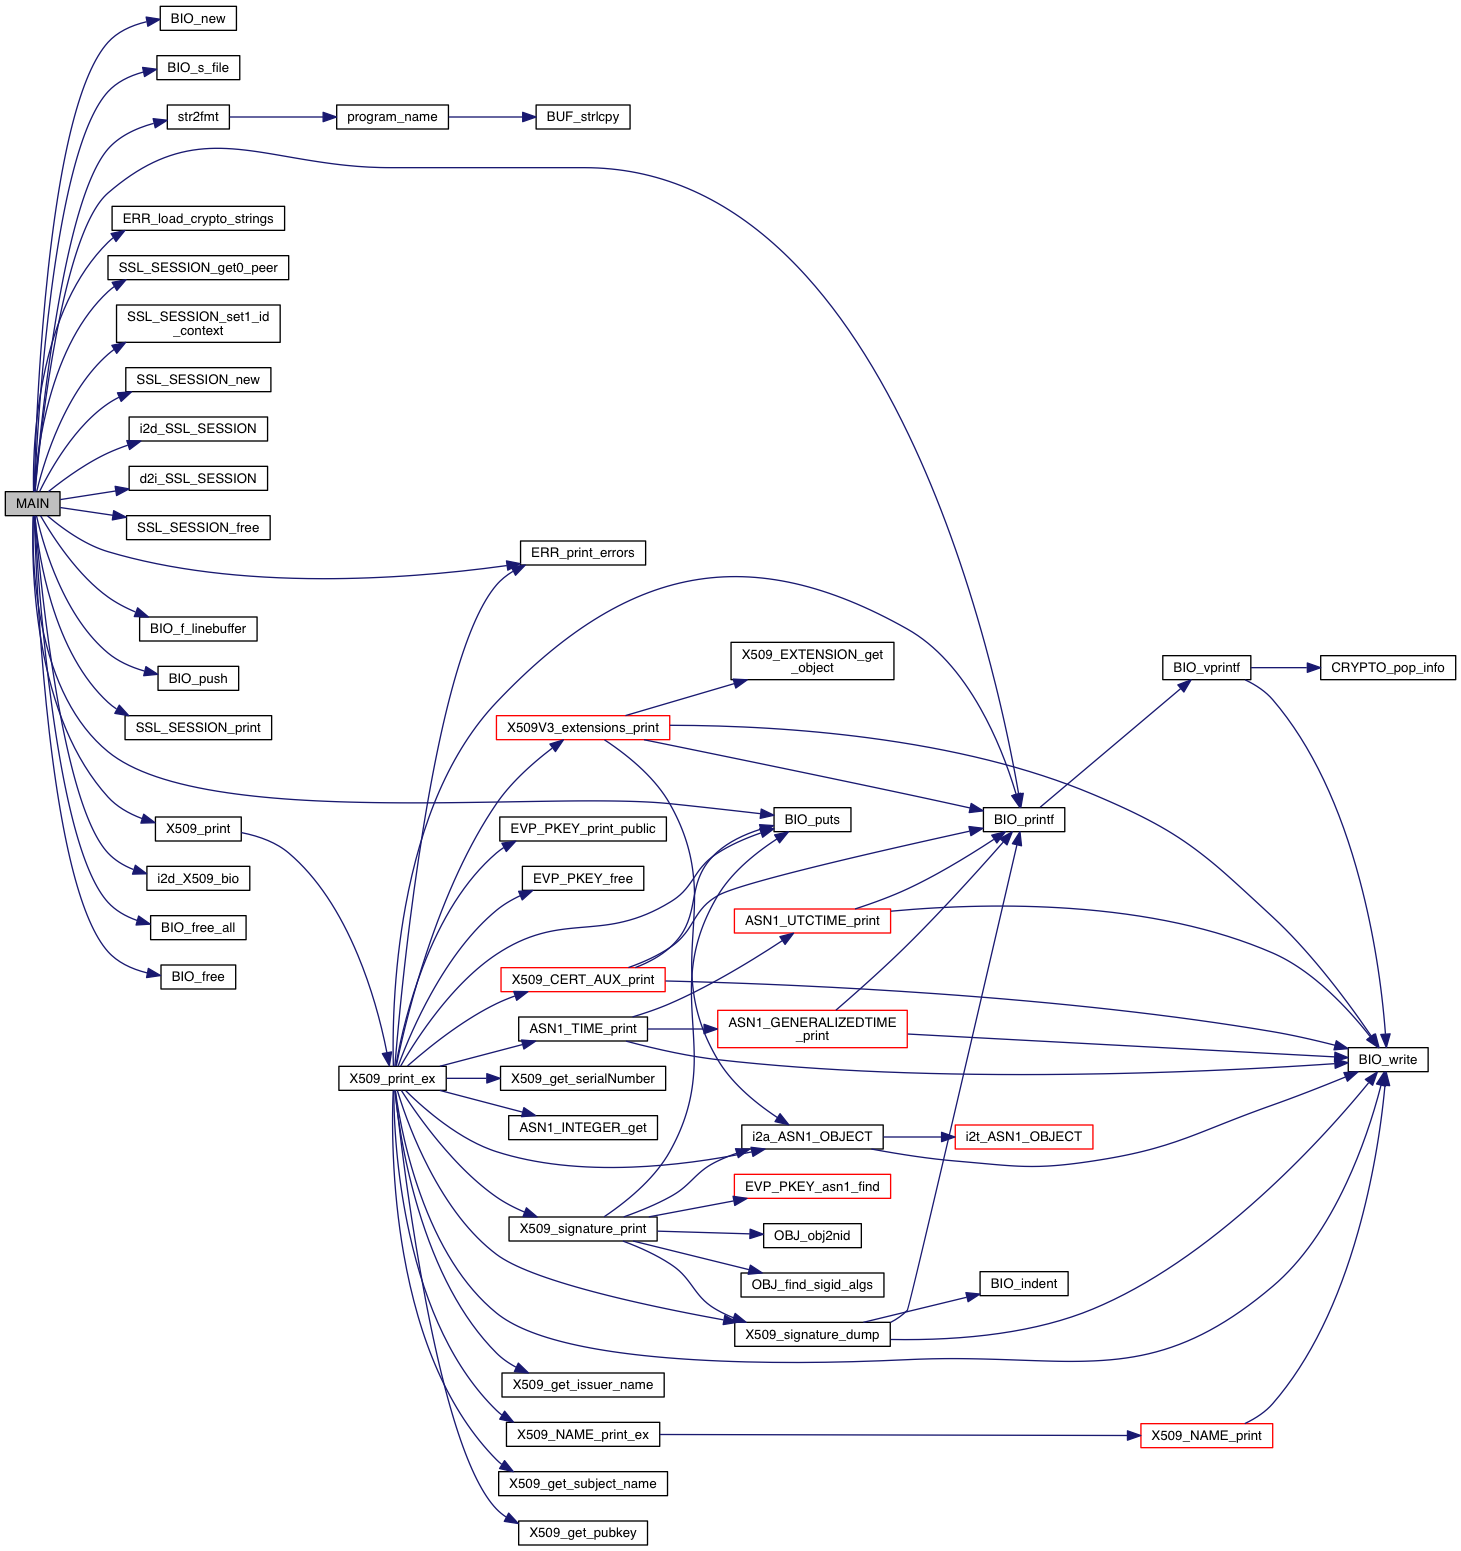 BIO_new
BIO_s_file
str2fmt
program_name
BUF_strlcpy
ERR_load_crypto_strings
SSL_SESSION_get0_peer
SSL_SESSION_set1_id
_context
SSL_SESSION_new
i2d_SSL_SESSION
d2i_SSL_SESSION
MAIN
SSL_SESSION_free
ERR_print_errors
BIO_f_linebuffer
X509_EXTENSION_get
_object
BIO_vprintf
CRYPTO_pop_info
BIO_push
SSL_SESSION_print
X509V3_extensions_print
BIO_puts
BIO_printf
X509_print
EVP_PKEY_print_public
i2d_X509_bio
EVP_PKEY_free
BIO_free_all
ASN1_UTCTIME_print
BIO_free
X509_CERT_AUX_print
ASN1_TIME_print
ASN1_GENERALIZEDTIME
_print
BIO_write
X509_print_ex
X509_get_serialNumber
ASN1_INTEGER_get
i2a_ASN1_OBJECT
i2t_ASN1_OBJECT
EVP_PKEY_asn1_find
X509_signature_print
OBJ_obj2nid
OBJ_find_sigid_algs
BIO_indent
X509_signature_dump
X509_get_issuer_name
X509_NAME_print_ex
X509_NAME_print
X509_get_subject_name
X509_get_pubkey